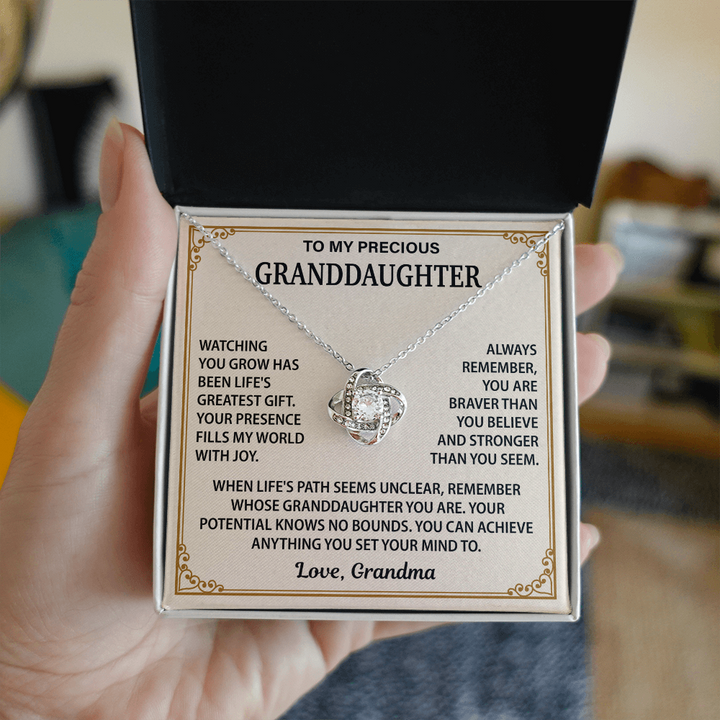 TO MY PRECIOUS
GRANDDAUGHTER
WATCHING
YOU GROW HAS
BEEN LIFE'S
GREATEST GIFT.
YOUR PRESENCE
FILLS MY WORLD
WITH JOY.
ALWAYS
REMEMBER,
YOU ARE
BRAVER THAN
YOU BELIEVE
AND STRONGER
THAN YOU SEEM.
WHEN LIFE'S PATH SEEMS UNCLEAR, REMEMBER
WHOSE GRANDDAUGHTER YOU ARE. YOUR
POTENTIAL KNOWS NO BOUNDS. YOU CAN ACHIEVE
ANYTHING YOU SET YOUR MIND TO.
Love, Grandma